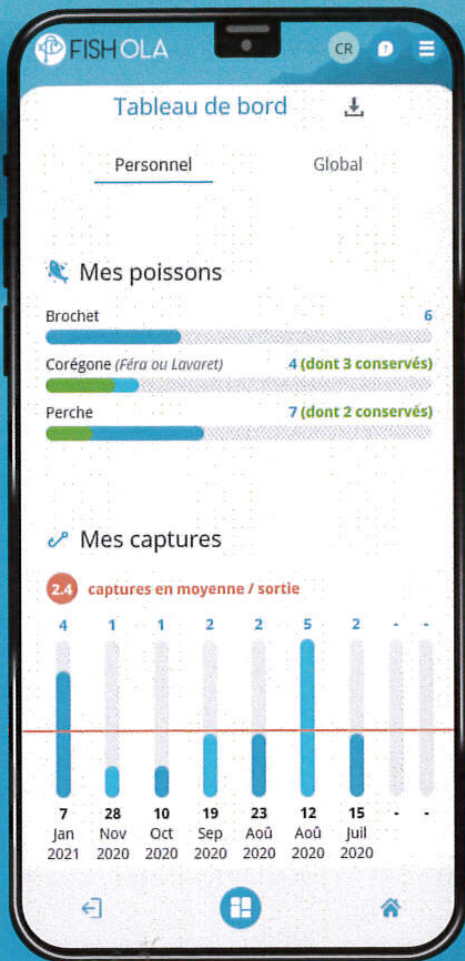 FISHOLA
CR ?
Tableau de bord
Personnel Global
Mes poissons
Brochet 6
Corégone (Féra ou Lavaret) 4 (dont 3 conservés)
Perche 7 (dont 2 conservés)
Mes captures
2.4 captures en moyenne / sortie
4 1 1 2 2 5 2 - -
7 28 10 19 23 12 15 - -
Jan Nov Oct Sep Aoû Aoû Juil
2021 2020 2020 2020 2020 2020 2020